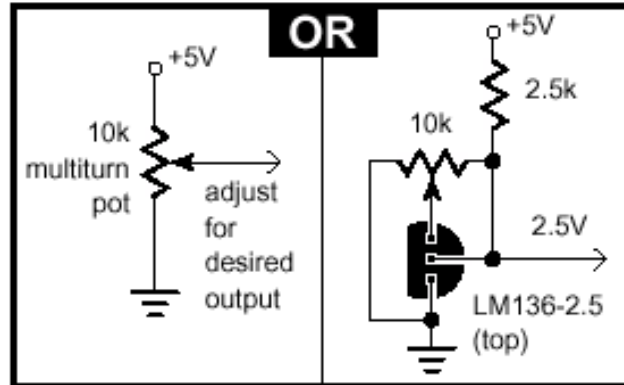 OR
+5V
10k
multiturn
pot
adjust
for
desired
output
+5V
2.5k
10k
2.5V
LM136-2.5
(top)